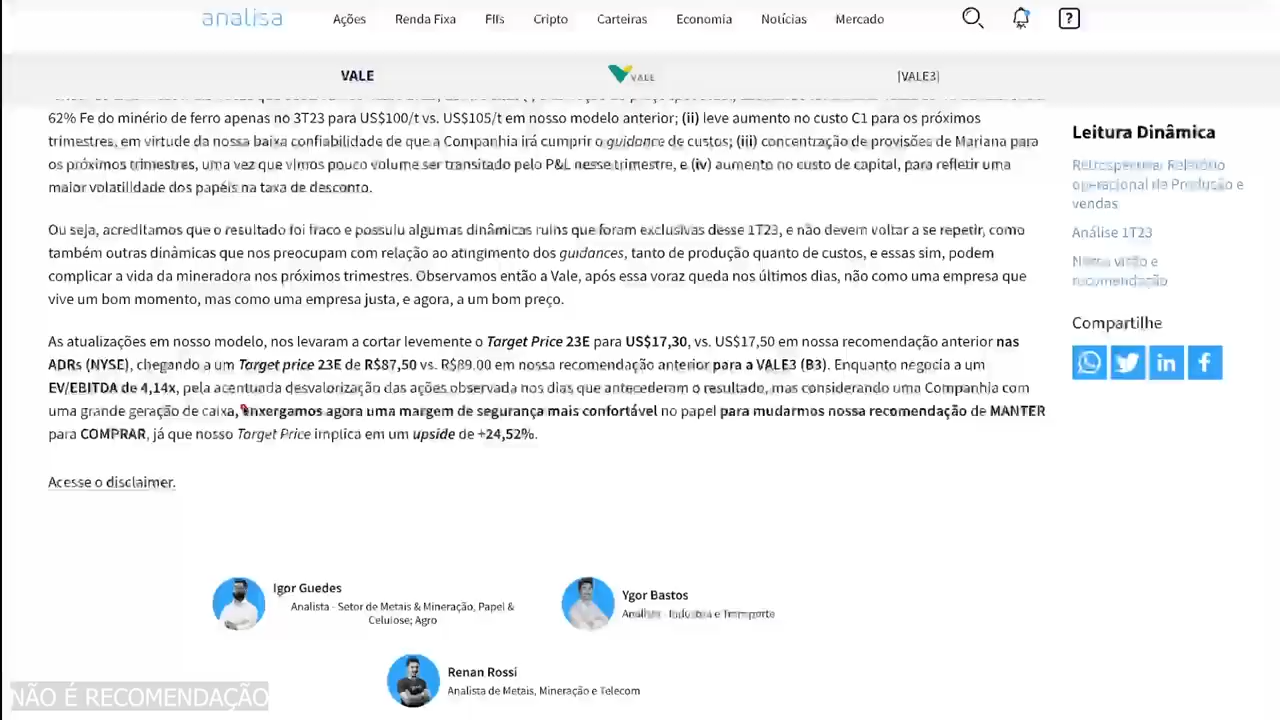 analisa
Ações Renda Fixa FIIs Cripto Carteiras Economia Notícias Mercado ?
VALE VALE |VALE3|
62% Fe do minério de ferro apenas no 3T23 para US$100/t vs. US$105/t em nosso modelo anterior; (ii) leve aumento no custo C1 para os próximos
trimestres, em virtude da nossa baixa confiabilidade de que a Companhia irá cumprir o guidance de custos; (iii) concentração de provisões de Mariana para
os próximos trimestres, uma vez que vimos pouco volume ser transitado pelo P&L nesse trimestre, e (iv) aumento no custo de capital, para refletir uma
maior volatilidade dos papéis na taxa de desconto.
Ou seja, acreditamos que o resultado foi fraco e possuiu algumas dinâmicas ruins que foram exclusivas desse 1T23, e não devem voltar a se repetir, como
também outras dinâmicas que nos preocupam com relação ao atingimento dos guidances, tanto de produção quanto de custos, e essas sim, podem
complicar a vida da mineradora nos próximos trimestres. Observamos então a Vale, após essa voraz queda nos últimos dias, não como uma empresa que
vive um bom momento, mas como uma empresa justa, e agora, a um bom preço.
As atualizações em nosso modelo, nos levaram a cortar levemente o Target Price 23E para US$17,30, vs. US$17,50 em nossa recomendação anterior nas
ADRs (NYSE), chegando a um Target price 23E de R$87,50 vs. R$89,00 em nossa recomendação anterior para a VALE3 (B3). Enquanto negocia a um
EV/EBITDA de 4,14x, pela acentuada desvalorização das ações observada nos dias que antecederam o resultado, mas considerando uma Companhia com
uma grande geração de caixa, enxergamos agora uma margem de segurança mais confortável no papel para mudarmos nossa recomendação de MANTER
para COMPRAR, já que nosso Target Price implica em um upside de +24,52%.
Acesse o disclaimer.
Leitura Dinâmica
Retrospectiva: Relatório
operacional de Produção e
vendas
Análise 1T23
Nossa visão e
recomendação
Compartilhe
Igor Guedes
Analista - Setor de Metais & Mineração, Papel &
Celulose; Agro
Ygor Bastos
Analista - Indústria e Transporte
Renan Rossi
Analista de Metais, Mineração e Telecom
NÃO É RECOMENDAÇÃO